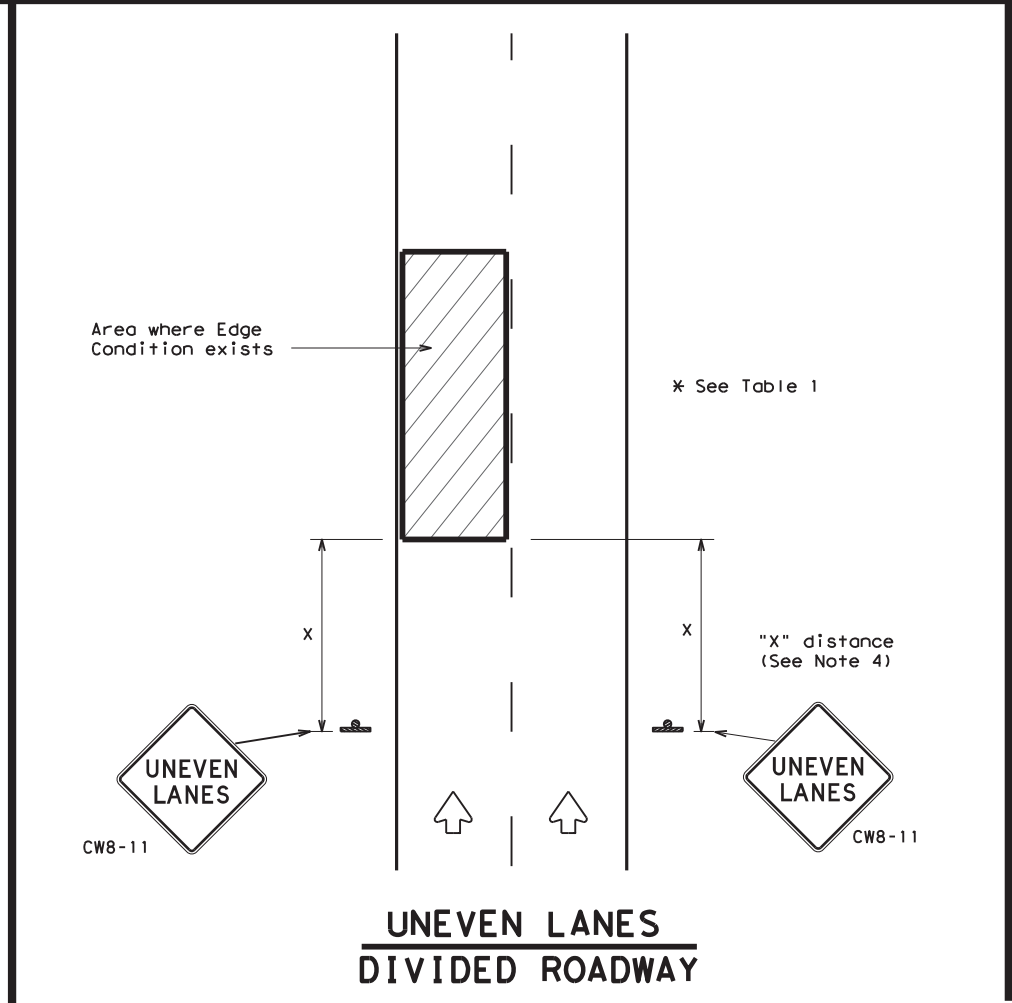 Area where Edge
Condition exists
* See Table 1
X
X
"X" distance
(See Note 4)
UNEVEN
LANES
CW8-11
UNEVEN
LANES
CW8-11
UNEVEN LANES
DIVIDED ROADWAY